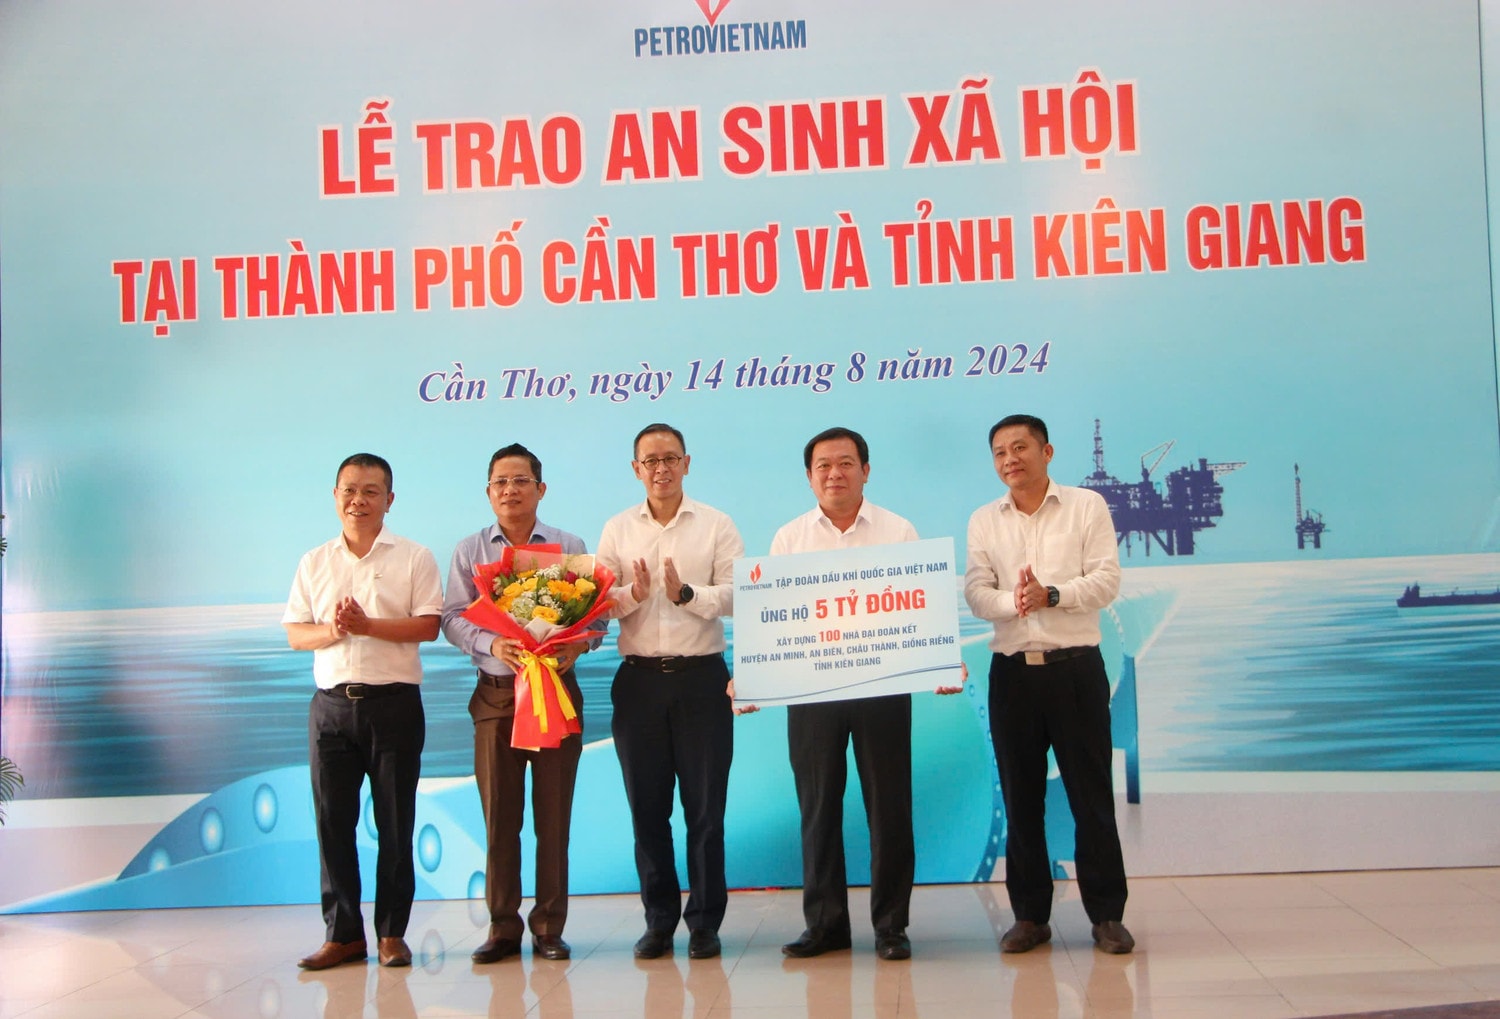 PETROVIETNAM
LỄ TRAO AN SINH XÃ HỘI
TẠI THÀNH PHỐ CẦN THƠ VÀ TỈNH KIÊN GIANG
Cần Thơ, ngày 14 tháng 8 năm 2024
PETROVIETNAM
TẬP ĐOÀN DẦU KHÍ QUỐC GIA VIỆT NAM
ỦNG HỘ 5 TỶ ĐỒNG
XÂY DỰNG 100 NHÀ ĐẠI ĐOÀN KẾT
HUYỆN AN MINH, AN BIÊN, CHÂU THÀNH, GIỒNG RIỀNG
TỈNH KIÊN GIANG